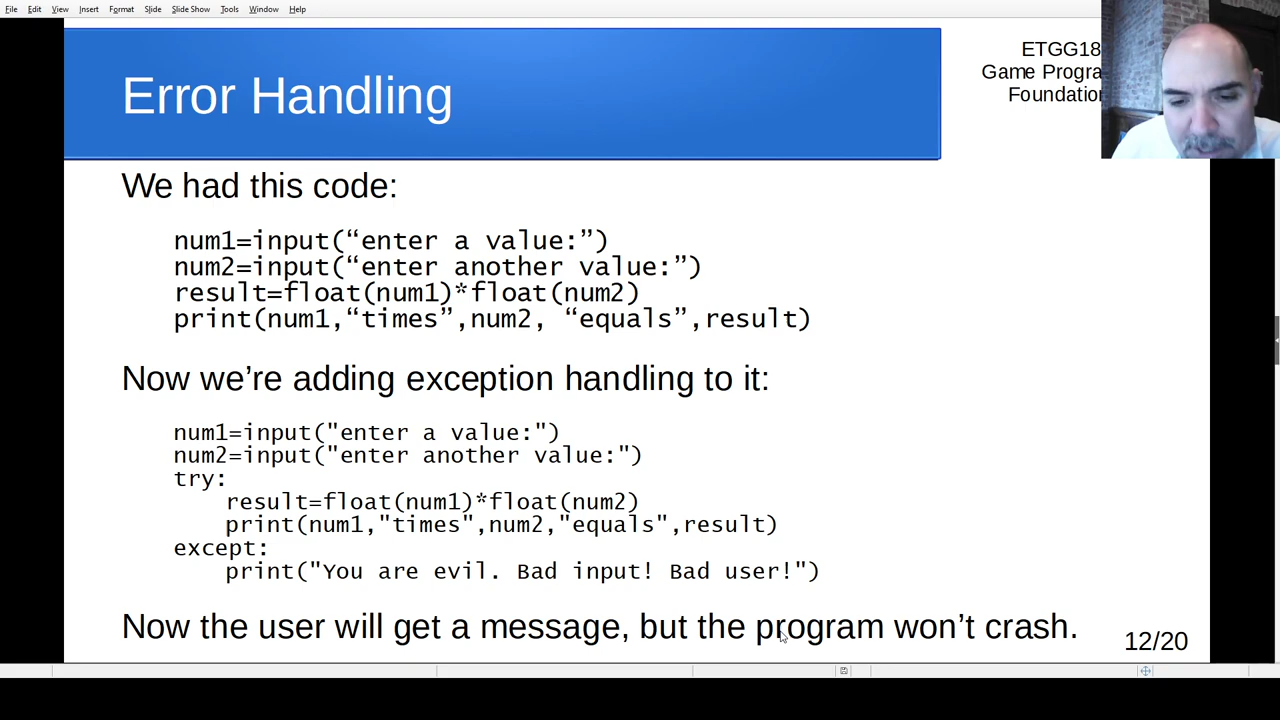 File Edit View Insert Format Slide Slide Show Tools Window Help
Error Handling
ETGG18
Game Progra
Foundation
We had this code:
num1=input(“enter a value:”)
num2=input(“enter another value:”)
result=float(num1)*float(num2)
print(num1,“times”,num2, “equals”,result)
Now we’re adding exception handling to it:
num1=input("enter a value:")
num2=input("enter another value:")
try:
result=float(num1)*float(num2)
print(num1,"times",num2,"equals",result)
except:
print("You are evil. Bad input! Bad user!")
Now the user will get a message, but the program won’t crash.
12/20